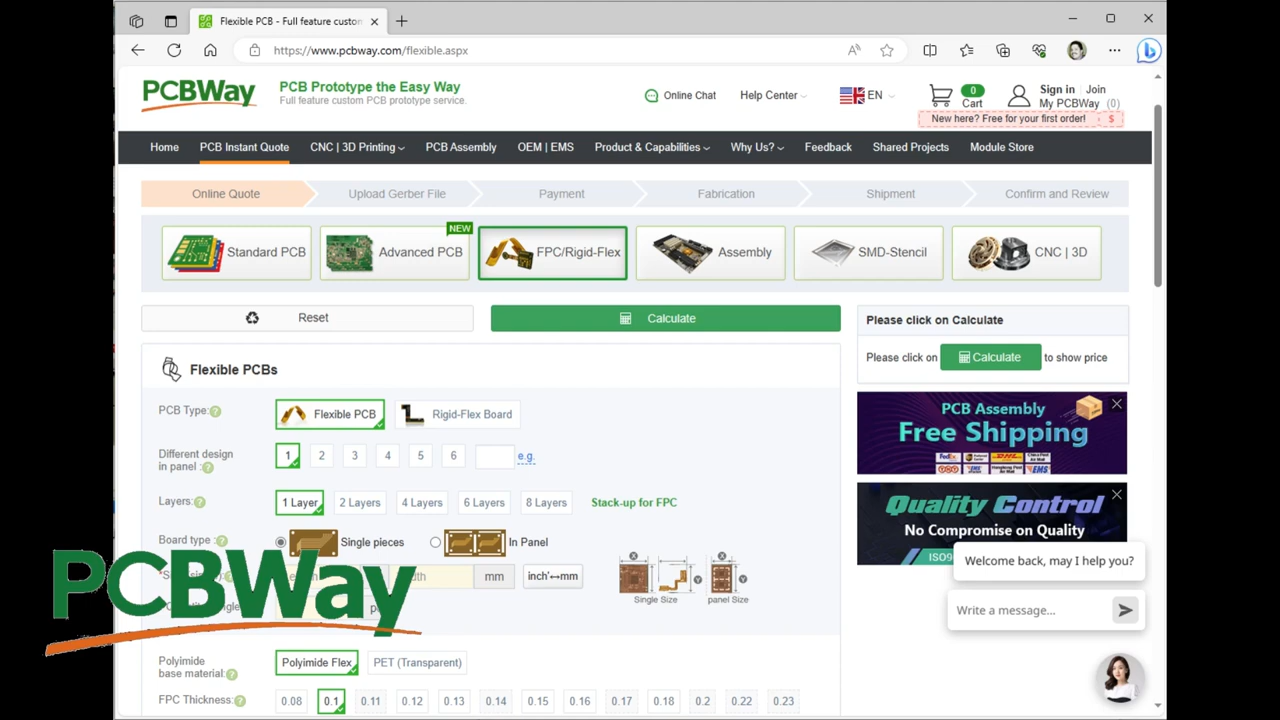 Flexible PCB - Full feature custon
https://www.pcbway.com/flexible.aspx
PCBWay
PCB Prototype the Easy Way
Full feature custom PCB prototype service.
Online Chat
Help Center
EN
0
Cart
Sign in
Join
My PCBWay (0)
New here? Free for your first order!
$
Home
PCB Instant Quote
CNC | 3D Printing
PCB Assembly
OEM | EMS
Product & Capabilities
Why Us?
Feedback
Shared Projects
Module Store
Online Quote
Upload Gerber File
Payment
Fabrication
Shipment
Confirm and Review
Standard PCB
NEW
Advanced PCB
FPC/Rigid-Flex
Assembly
SMD-Stencil
CNC | 3D
Reset
Calculate
Please click on Calculate
Please click on Calculate to show price
Flexible PCBs
PCB Type:
Flexible PCB
Rigid-Flex Board
Different design
in panel :
1 2 3 4 5 6 e.g.
Layers:
1 Layer 2 Layers 4 Layers 6 Layers 8 Layers Stack-up for FPC
Board type :
Single pieces
In Panel
mm
inch'↔mm
X Y X Y
Single Size
panel Size
PCBWay
Polyimide
base material:
Polyimide Flex
PET (Transparent)
FPC Thickness:
0.08 0.1 0.11 0.12 0.13 0.14 0.15 0.16 0.17 0.18 0.2 0.22 0.23
PCB Assembly
Free Shipping
FedEx
DHL
EMS
Quality Control
No Compromise on Quality
Welcome back, may I help you?
Write a message...